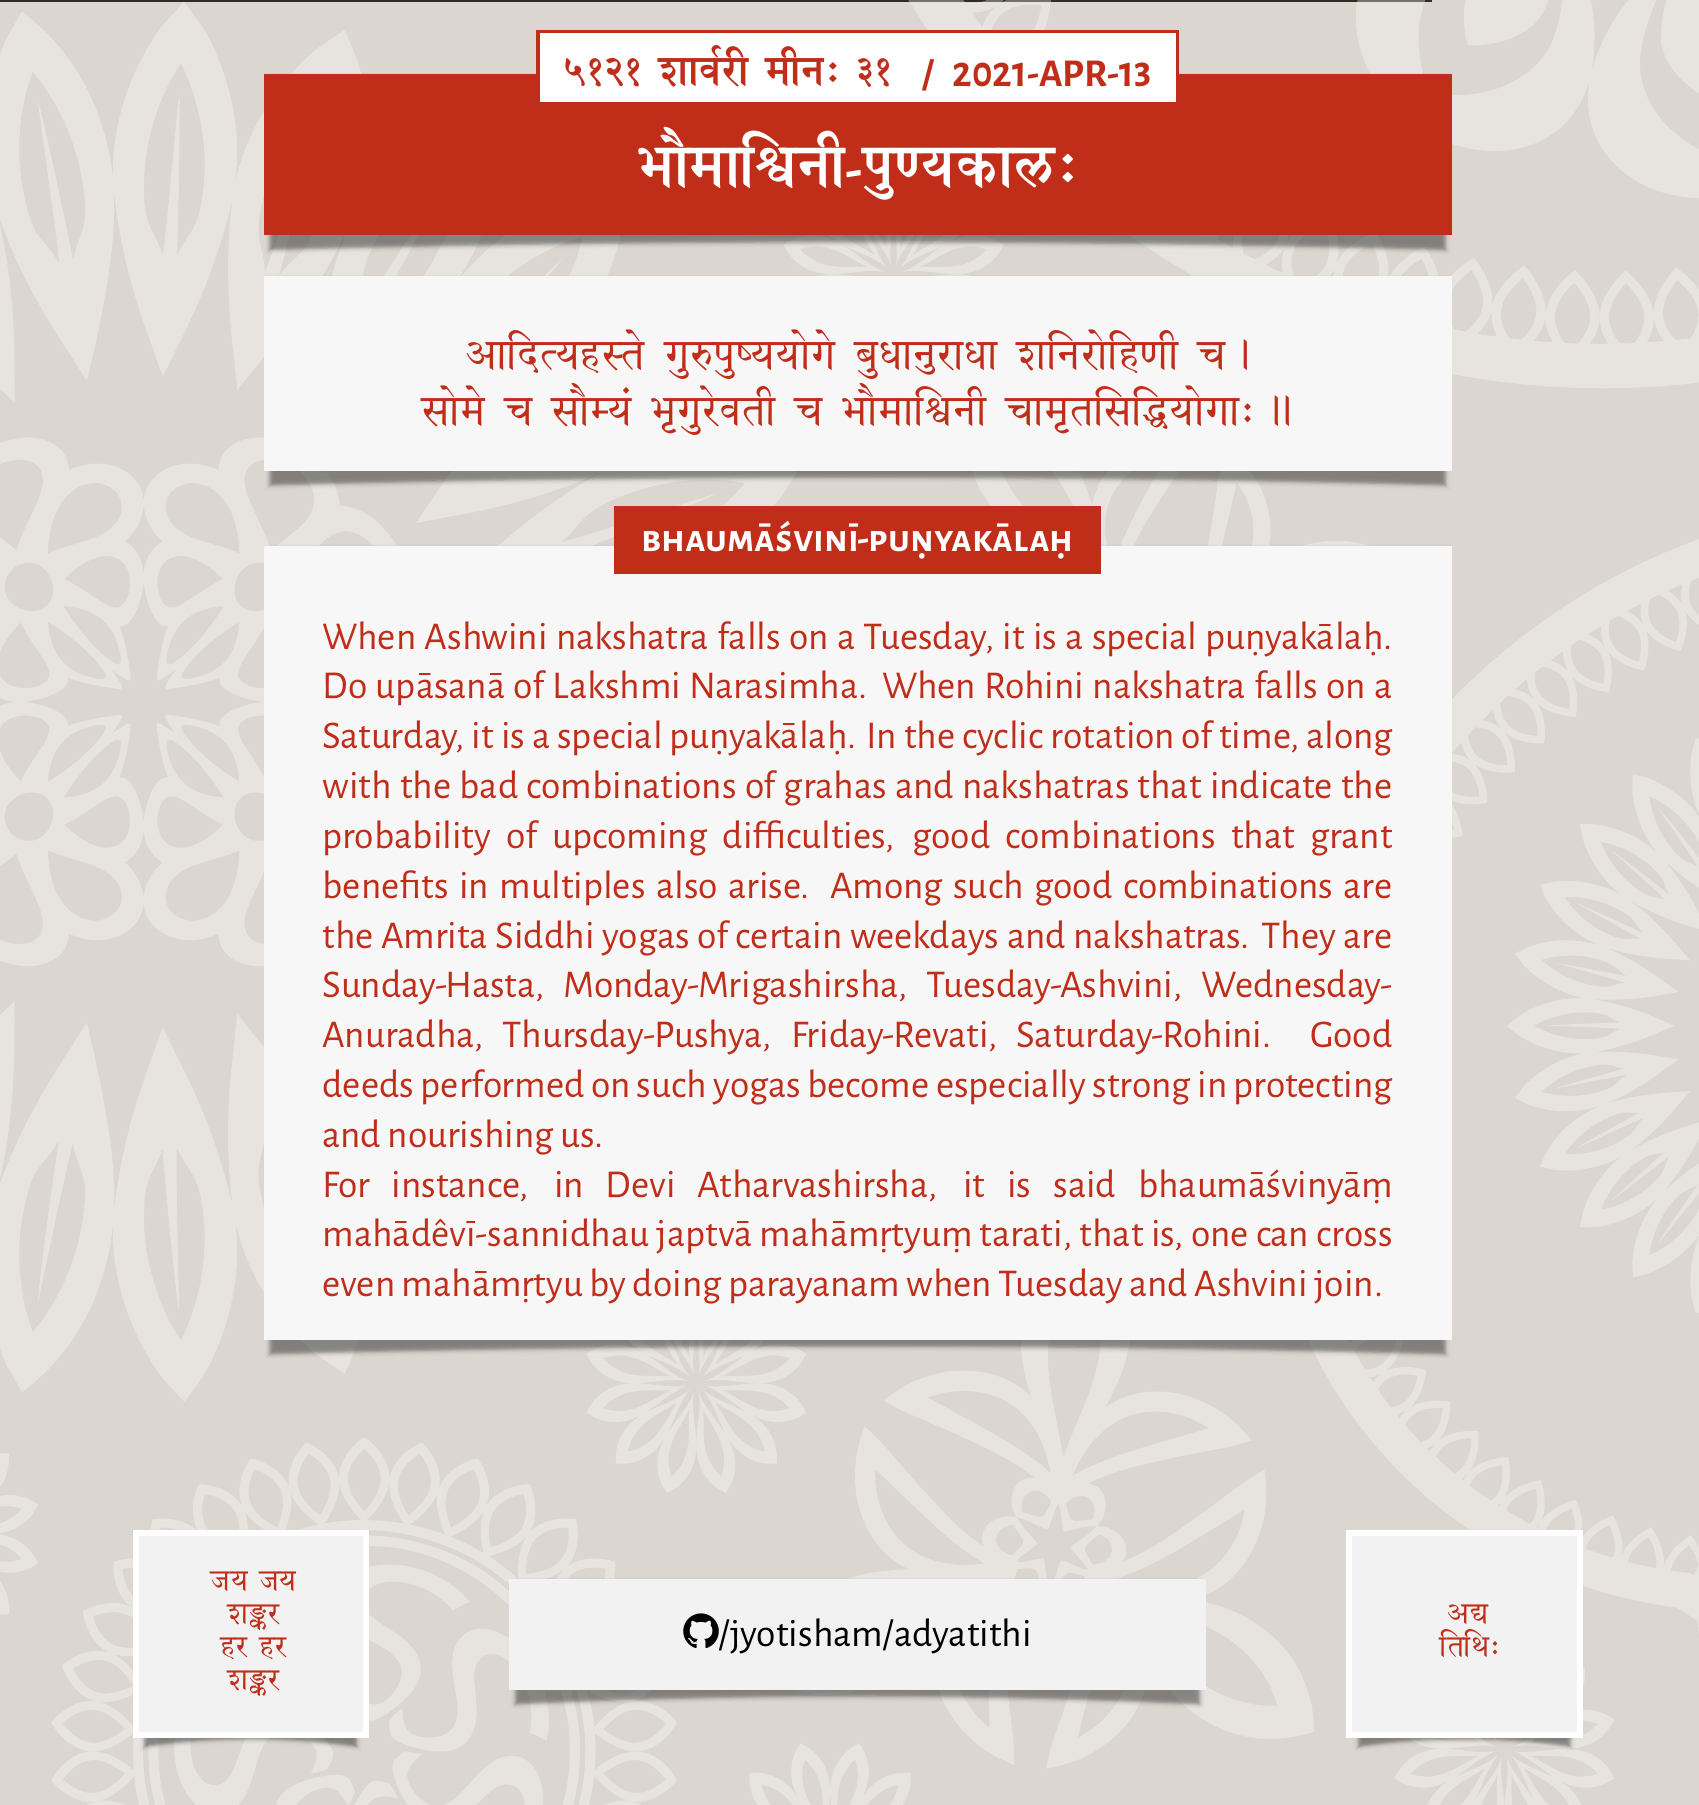 ५१२१ शार्वरी मीनः ३१ / 2021-APR-13
भौमाश्विनी-पुण्यकालः
आदित्यहस्ते गुरुपुष्ययोगे बुधानुराधा शनिरोहिणी च।
सोमे च सौम्यं भृगुरेवती च भौमाश्विनी चामृतसिद्धियोगाः ॥
BHAUMĀŚVINĪ-PUṆYAKĀLAḤ
When Ashwini nakshatra falls on a Tuesday, it is a special puṇyakālaḥ.
Do upāsanā of Lakshmi Narasimha. When Rohini nakshatra falls on a
Saturday, it is a special puṇyakālaḥ. In the cyclic rotation of time, along
with the bad combinations of grahas and nakshatras that indicate the
probability of upcoming difficulties, good combinations that grant
benefits in multiples also arise. Among such good combinations are
the Amrita Siddhi yogas of certain weekdays and nakshatras. They are
Sunday-Hasta, Monday-Mrigashirsha, Tuesday-Ashvini, Wednesday-
Anuradha, Thursday-Pushya, Friday-Revati, Saturday-Rohini. Good
deeds performed on such yogas become especially strong in protecting
and nourishing us.
For instance, in Devi Atharvashirsha, it is said bhaumāśvinyāṃ
mahādêvī-sannidhau japtvā mahāmṛtyuṃ tarati, that is, one can cross
even mahāmṛtyu by doing parayanam when Tuesday and Ashvini join.
जय जय
शङ्कर
हर हर
शङ्कर
/jyotisham/adyatithi
अद्य
तिथिः